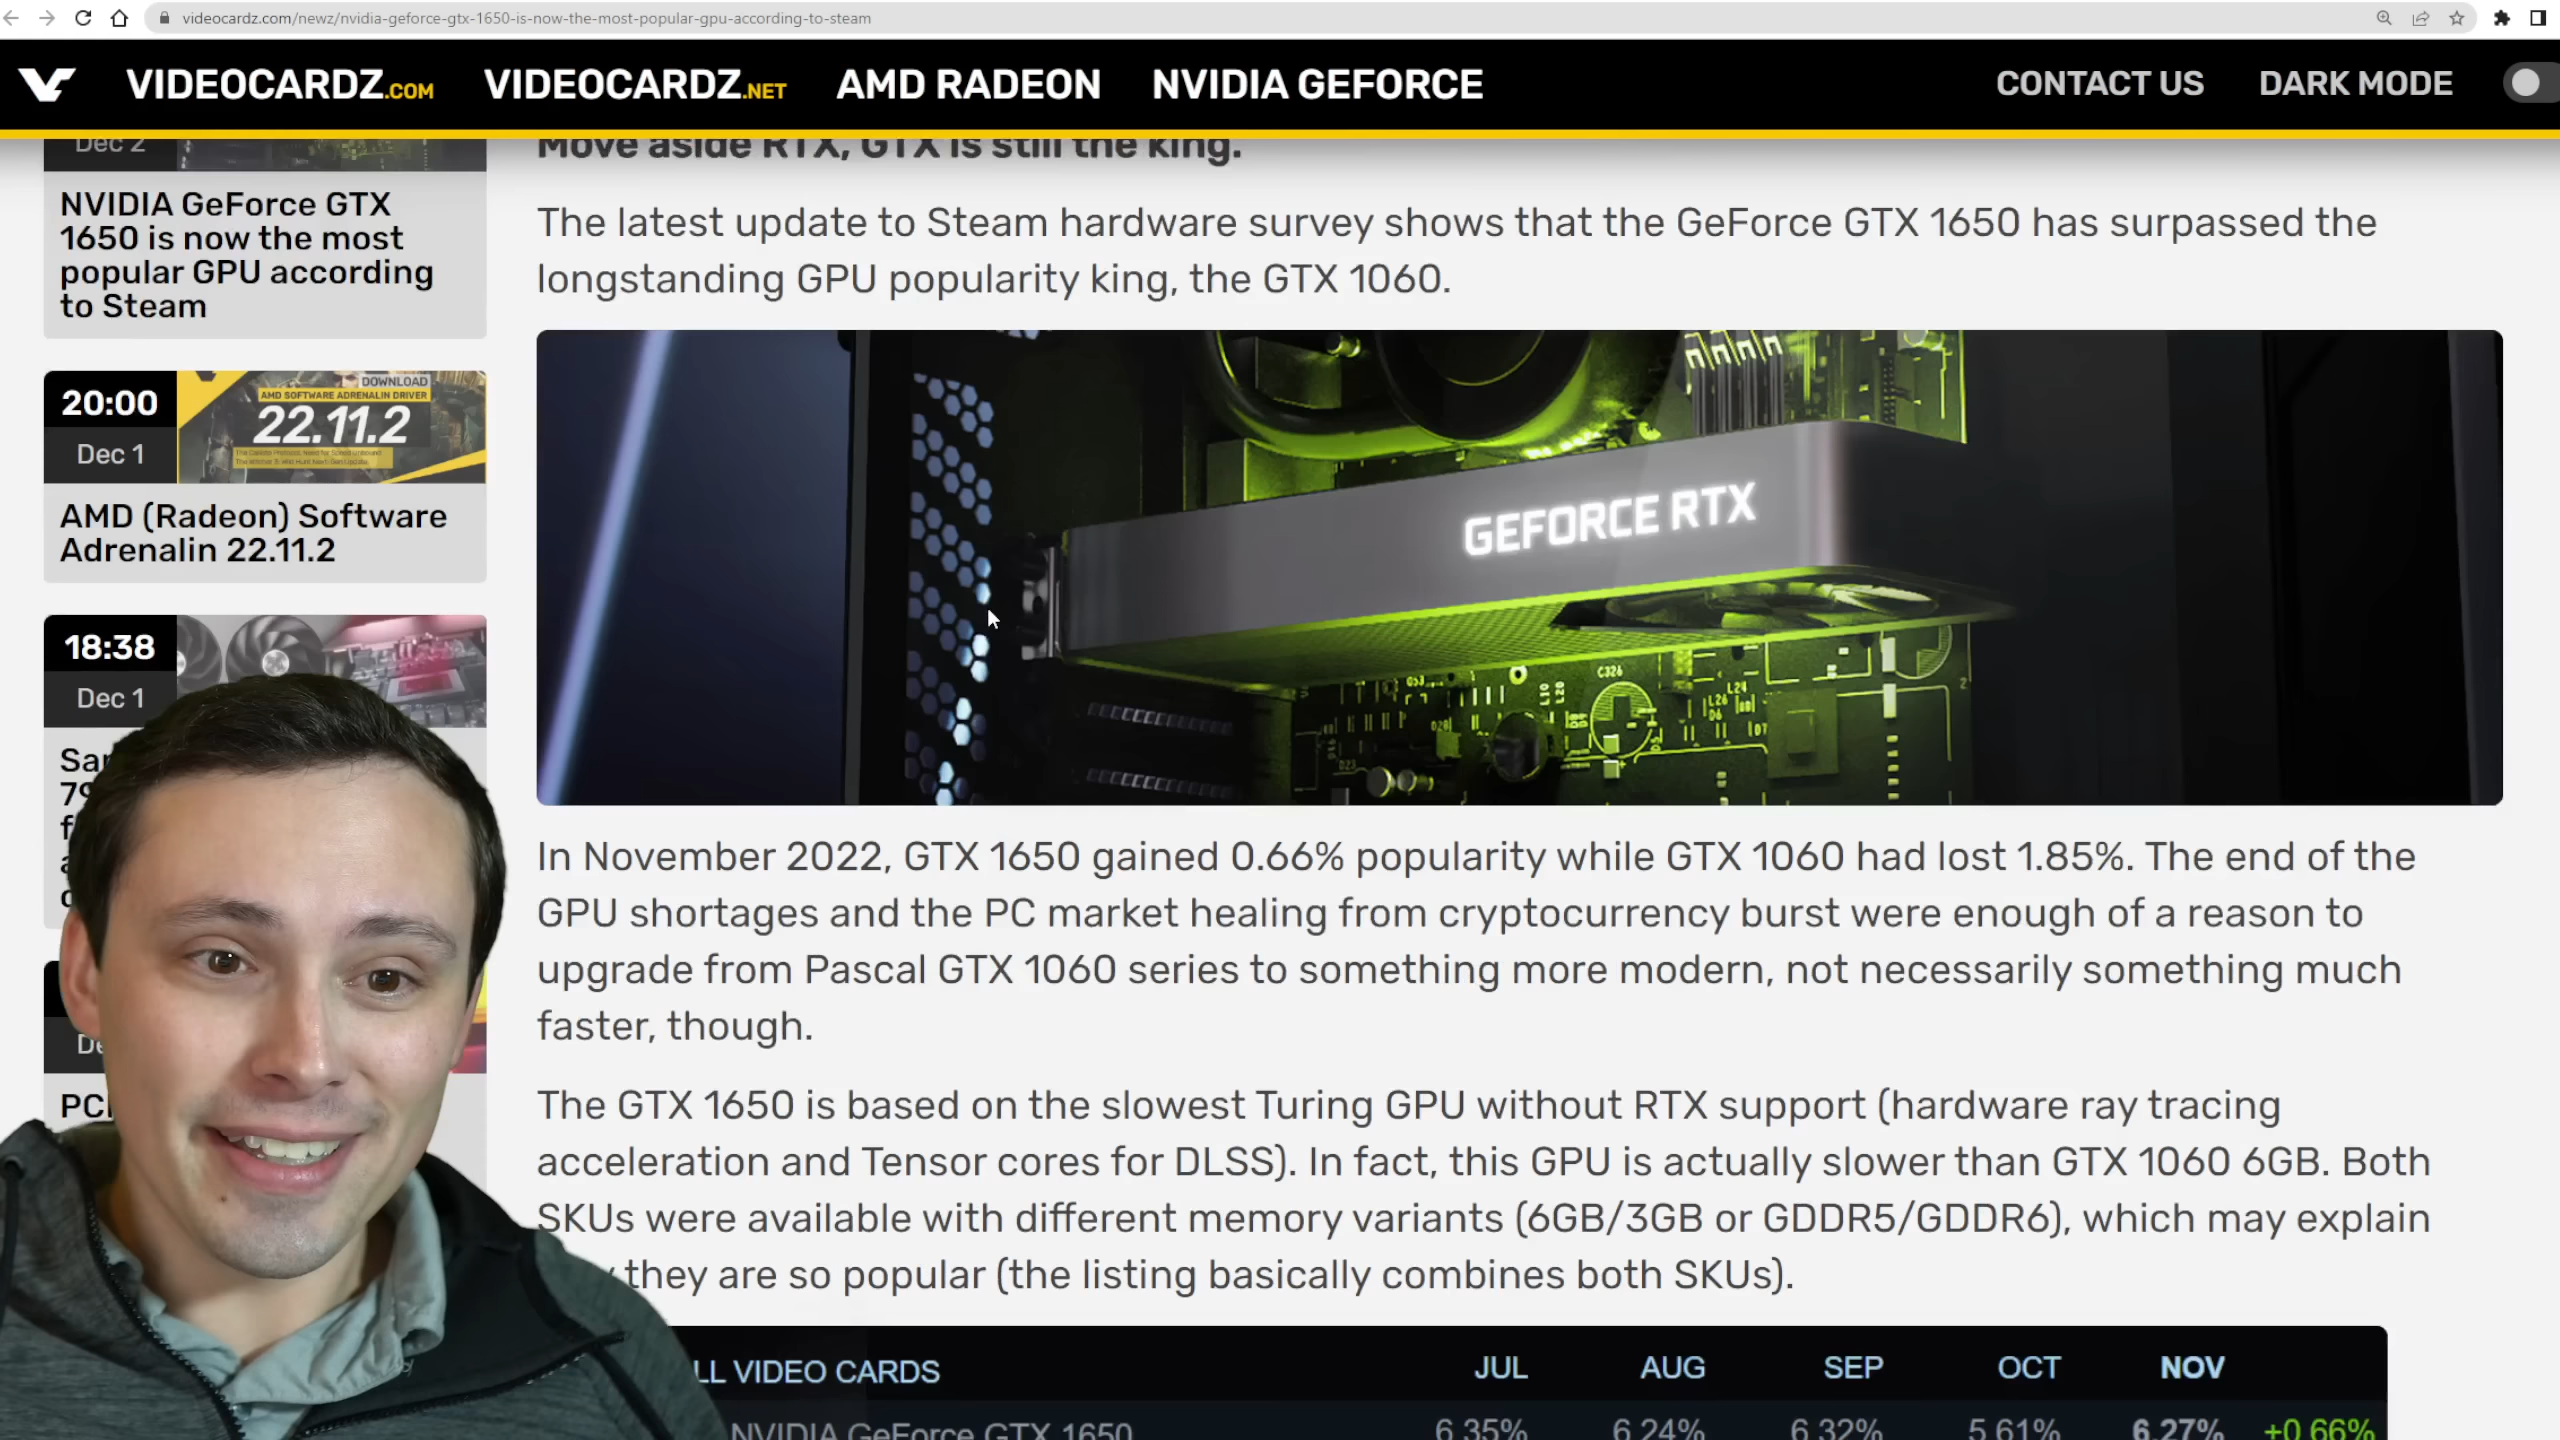 videocardz.com/newz/nvidia-geforce-gtx-1650-is-now-the-most-popular-gpu-according-to-steam
VIDEOCARDZ.COM VIDEOCARDZ.NET AMD RADEON NVIDIA GEFORCE CONTACT US DARK MODE
Dec 2
NVIDIA GeForce GTX
1650 is now the most
popular GPU according
to Steam
20:00
Dec 1
DOWNLOAD
AMD SOFTWARE ADRENALIN DRIVER
22.11.2
AMD (Radeon) Software
Adrenalin 22.11.2
18:38
Dec 1
Move aside RTX, GTX is still the king.
The latest update to Steam hardware survey shows that the GeForce GTX 1650 has surpassed the
longstanding GPU popularity king, the GTX 1060.
GEFORCE RTX
C326
In November 2022, GTX 1650 gained 0.66% popularity while GTX 1060 had lost 1.85%. The end of the
GPU shortages and the PC market healing from cryptocurrency burst were enough of a reason to
upgrade from Pascal GTX 1060 series to something more modern, not necessarily something much
faster, though.
The GTX 1650 is based on the slowest Turing GPU without RTX support (hardware ray tracing
acceleration and Tensor cores for DLSS). In fact, this GPU is actually slower than GTX 1060 6GB. Both
SKUs were available with different memory variants (6GB/3GB or GDDR5/GDDR6), which may explain
they are so popular (the listing basically combines both SKUs).
LL VIDEO CARDS JUL AUG SEP OCT NOV
NVIDIA GeForce GTX 1650 6.35% 6.24% 6.32% 5.61% 6.27% +0.66%